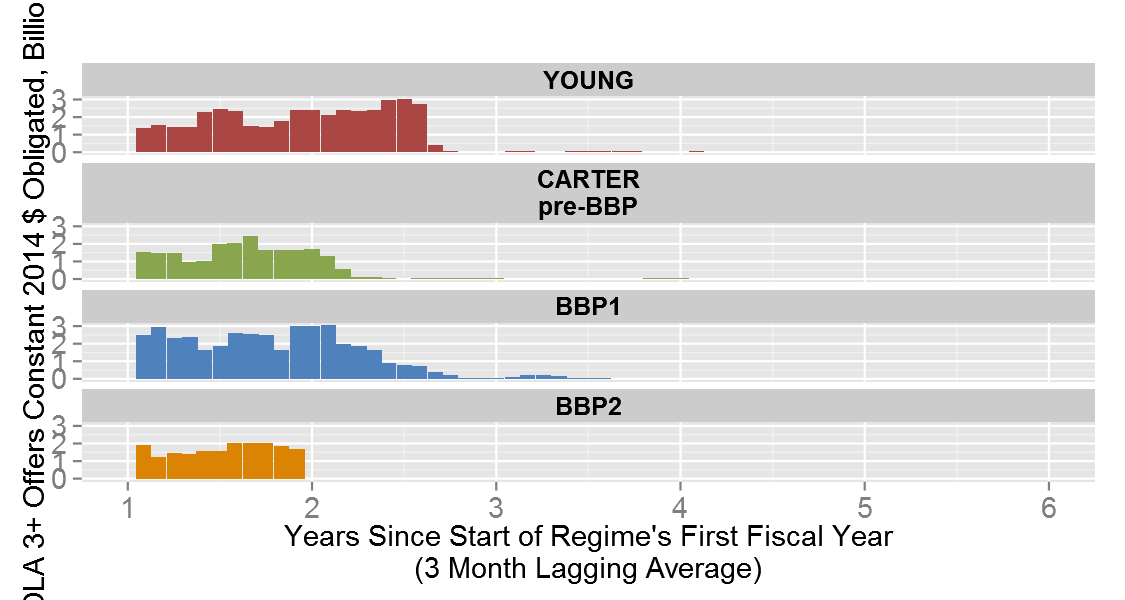 DLA 3+ Offers Constant 2014 $ Obligated, Billio
YOUNG
3
2
1
0
CARTER
pre-BBP
3
2
1
0
BBP1
3
2
1
0
BBP2
3
2
1
0
1 2 3 4 5 6
Years Since Start of Regime's First Fiscal Year
(3 Month Lagging Average)